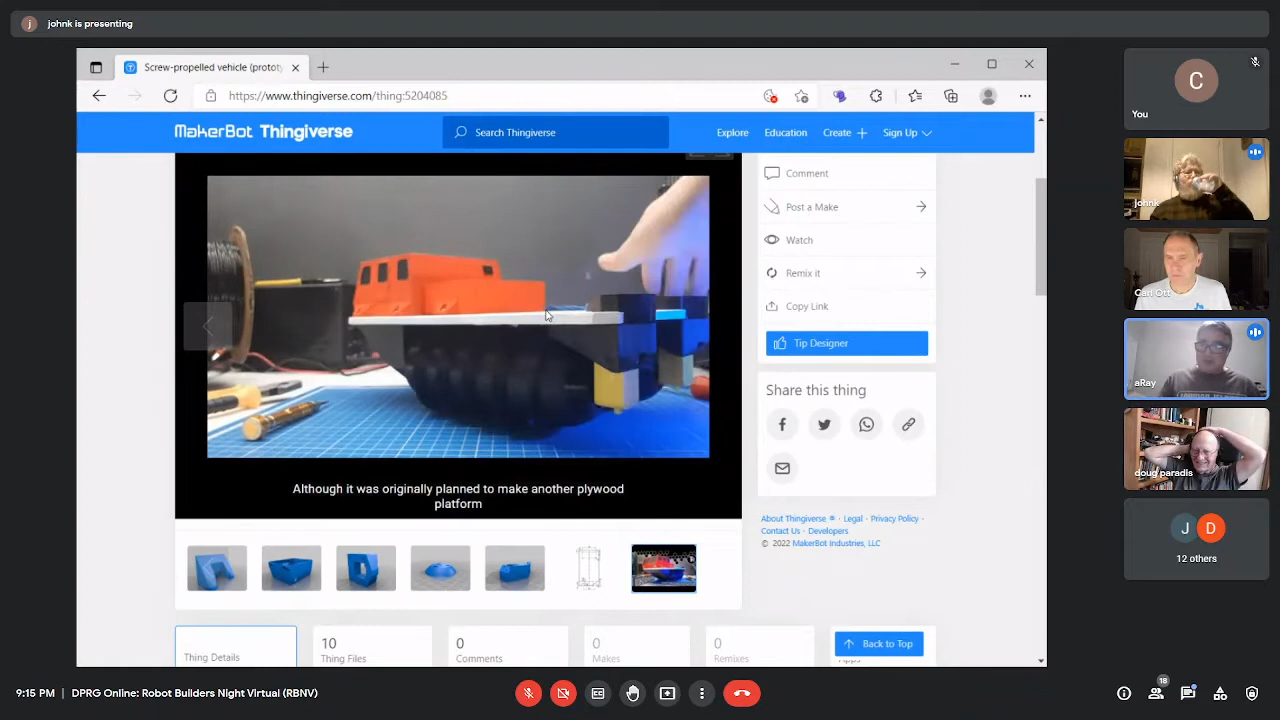 j johnk is presenting
Screw-propelled vehicle (prototy
https://www.thingiverse.com/thing:5204085
MakerBot Thingiverse
Search Thingiverse
Explore
Education
Create
Sign Up
Comment
Post a Make
Watch
Remix it
Copy Link
Tip Designer
Share this thing
Although it was originally planned to make another plywood
platform
About Thingiverse ® · Legal · Privacy Policy ·
Contact Us · Developers
© 2022 MakerBot Industries, LLC
Thing Details
10
Thing Files
0
Comments
0
Makes
0
Remixes
Apps
Back to Top
C
You
johnk
Carl Ott
aRay
doug paradis
J D
12 others
9:15 PM | DPRG Online: Robot Builders Night Virtual (RBNV)
18